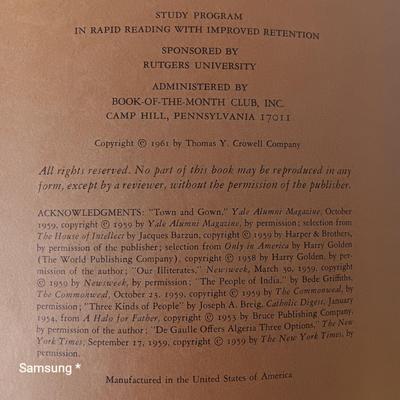 STUDY PROGRAM
IN RAPID READING WITH IMPROVED RETENTION
SPONSORED BY
RUTGERS UNIVERSITY
ADMINISTERED BY
BOOK-OF-THE-MONTH CLUB, INC.
CAMP HILL, PENNSYLVANIA 17011
Copyright © 1961 by Thomas Y. Crowell Company
All rights reserved. No part of this book may be reproduced in any
form, except by a reviewer, without the permission of the publisher.
ACKNOWLEDGMENTS: "Town and Gown," Yale Alumni Magazine, October
1959, copyright © 1959 by Yale Alumni Magazine, by permission; selection from
The House of Intellect by Jacques Barzun, copyright © 1959 by Harper & Brothers,
by permission of the publisher; selection from Only in America by Harry Golden
(The World Publishing Company), copyright © 1958 by Harry Golden, by per-
mission of the author; "Our Illiterates," Newsweek, March 30, 1959, copyright
© 1959 by Newsweek, by permission; "The People of India," by Bede Griffiths,
The Commonweal, October 23, 1959, copyright © 1959 by The Commonweal, by
permission; "Three Kinds of People" by Joseph A. Breig, Catholic Digest, January
1954, from A Halo for Father, copyright © 1953 by Bruce Publishing Company,
by permission of the author; "De Gaulle Offers Algeria Three Options," The New
York Times, September 17, 1959, copyright © 1959 by The New York Times, by
permission.
Manufactured in the United States of America
Samsung *